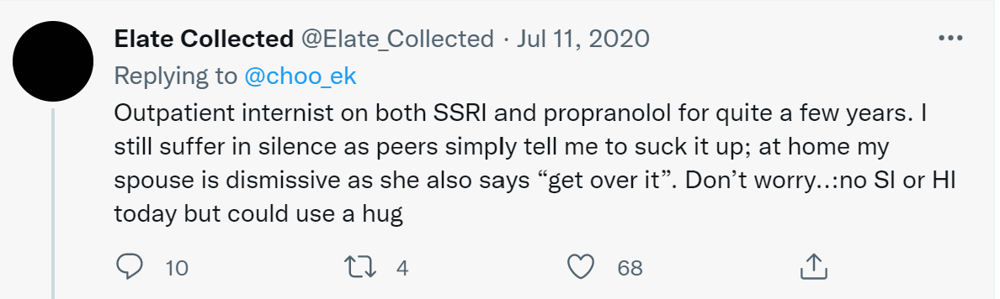 Elate Collected @Elate_Collected · Jul 11, 2020
Replying to @choo_ek
Outpatient internist on both SSRI and propranolol for quite a few years. I
still suffer in silence as peers simply tell me to suck it up; at home my
spouse is dismissive as she also says “get over it”. Don’t worry..:no SI or HI
today but could use a hug
10 4 68